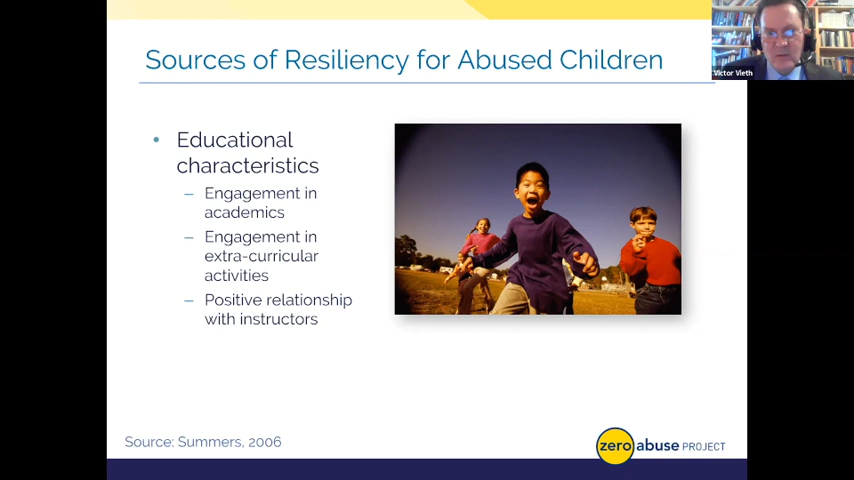 Sources of Resiliency for Abused Children
Victor Vieth
• Educational
characteristics
– Engagement in
academics
– Engagement in
extra-curricular
activities
– Positive relationship
with instructors
Source: Summers, 2006
zero abuse PROJECT